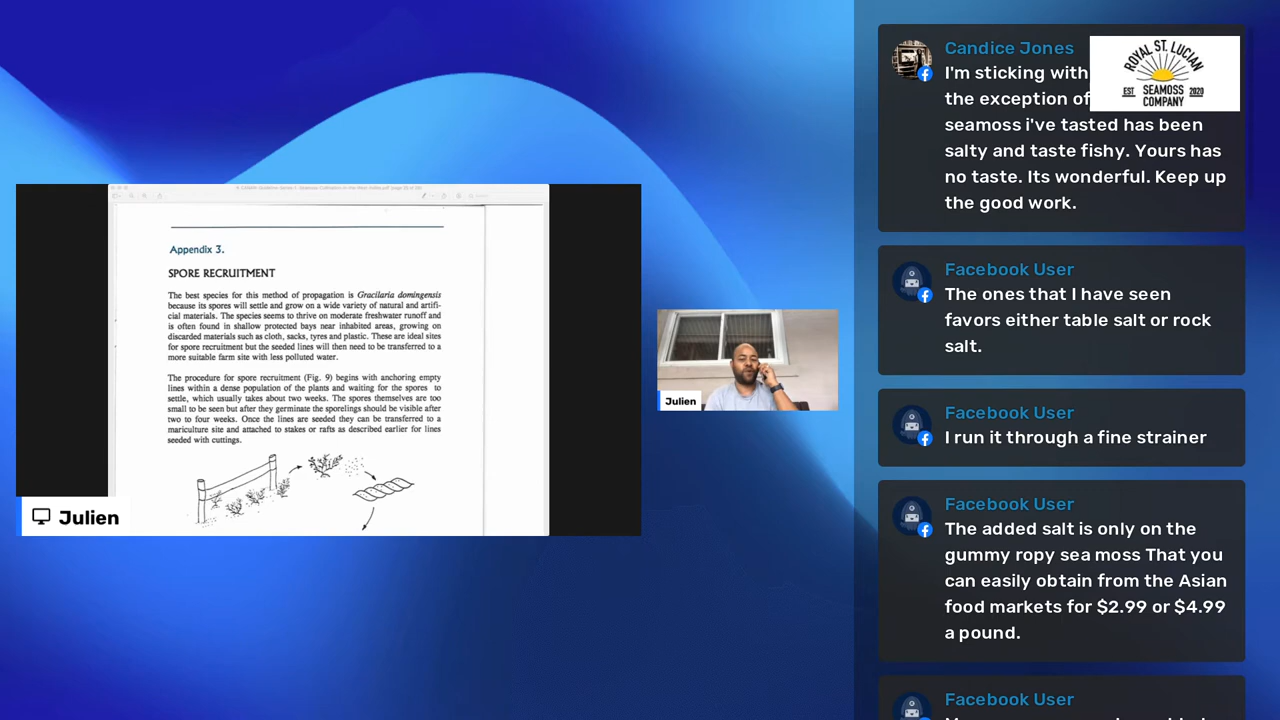 Appendix 3.
SPORE RECRUITMENT
The best species for this method of propagation is Gracilaria domingensis
because its spores will settle and grow on a wide variety of natural and artifi-
cial materials. The species seems to thrive on moderate freshwater runoff and
is often found in shallow protected bays near inhabited areas, growing on
discarded materials such as cloth, sacks, tyres and plastic. These are ideal sites
for spore recruitment but the seeded lines will then need to be transferred to a
more suitable farm site with less polluted water.
The procedure for spore recruitment (Fig. 9) begins with anchoring empty
lines within a dense population of the plants and waiting for the spores to
settle, which usually takes about two weeks. The spores themselves are too
small to be seen but after they germinate the sporelings should be visible after
two to four weeks. Once the lines are seeded they can be transferred to a
mariculture site and attached to stakes or rafts as described earlier for lines
seeded with cuttings.
Julien
Julien
Candice Jones
I'm sticking with
the exception of
seamoss i've tasted has been
salty and taste fishy. Yours has
no taste. Its wonderful. Keep up
the good work.
ROYAL ST. LUCIAN
EST SEAMOSS 2020
COMPANY
Facebook User
The ones that I have seen
favors either table salt or rock
salt.
Facebook User
I run it through a fine strainer
Facebook User
The added salt is only on the
gummy ropy sea moss That you
can easily obtain from the Asian
food markets for $2.99 or $4.99
a pound.
Facebook User